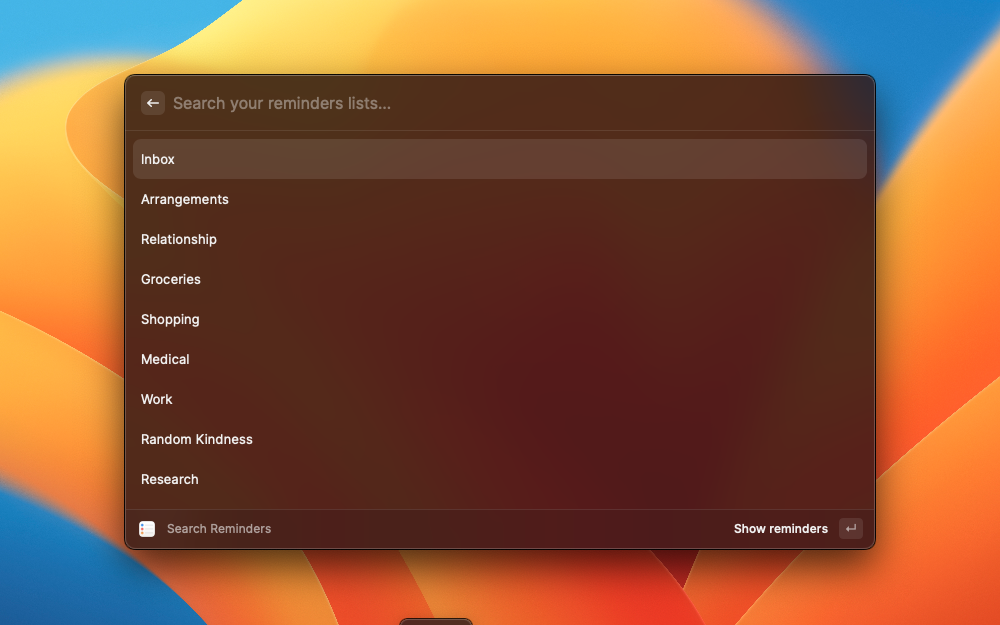 Search your reminders lists...
Inbox
Arrangements
Relationship
Groceries
Shopping
Medical
Work
Random Kindness
Research
Search Reminders
Show reminders